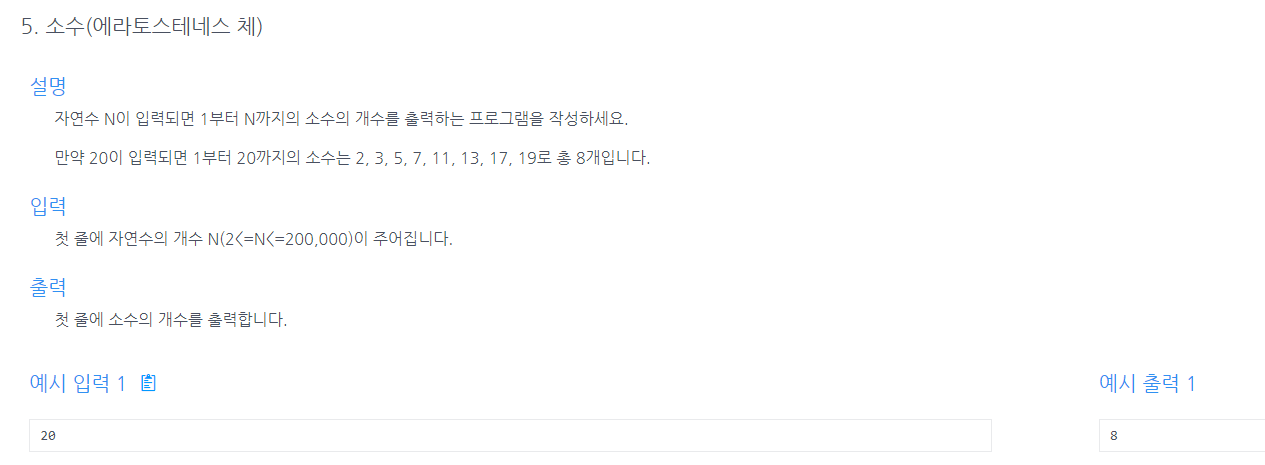 5. 소수(에라토스테네스 체)
설명
자연수 N이 입력되면 1부터 N까지의 소수의 개수를 출력하는 프로그램을 작성하세요.
만약 20이 입력되면 1부터 20까지의 소수는 2, 3, 5, 7, 11, 13, 17, 19로 총 8개입니다.
입력
첫 줄에 자연수의 개수 N(2<=N<=200,000)이 주어집니다.
출력
첫 줄에 소수의 개수를 출력합니다.
예시 입력 1
예시 출력 1
20
8